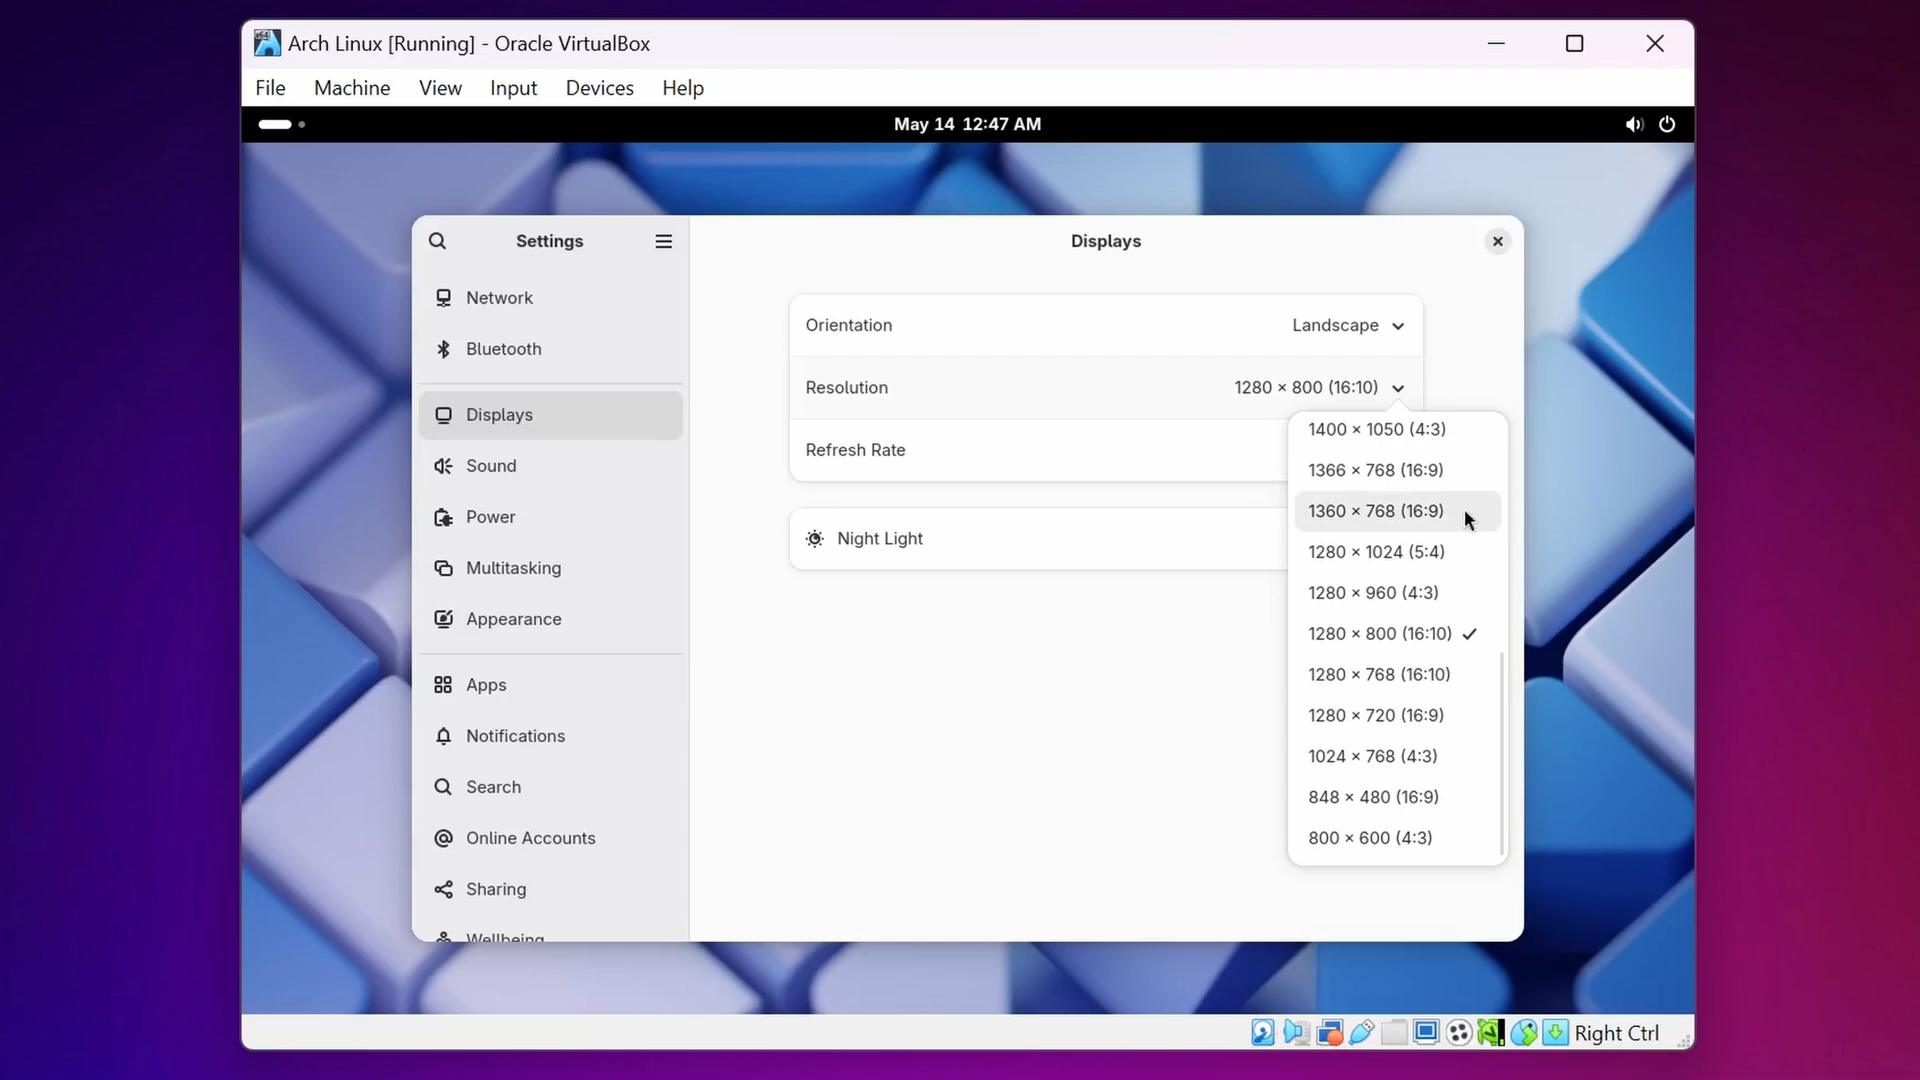 Arch Linux [Running] - Oracle VirtualBox
File Machine View Input Devices Help
May 14 12:47 AM
Settings
Displays
Network
Bluetooth
Displays
Sound
Power
Multitasking
Appearance
Apps
Notifications
Search
Online Accounts
Sharing
Wellbeing
Orientation Landscape
Resolution 1280 × 800 (16:10)
Refresh Rate
Night Light
1400 × 1050 (4:3)
1366 × 768 (16:9)
1360 × 768 (16:9)
1280 × 1024 (5:4)
1280 × 960 (4:3)
1280 × 800 (16:10)
1280 × 768 (16:10)
1280 × 720 (16:9)
1024 × 768 (4:3)
848 × 480 (16:9)
800 × 600 (4:3)
Right Ctrl